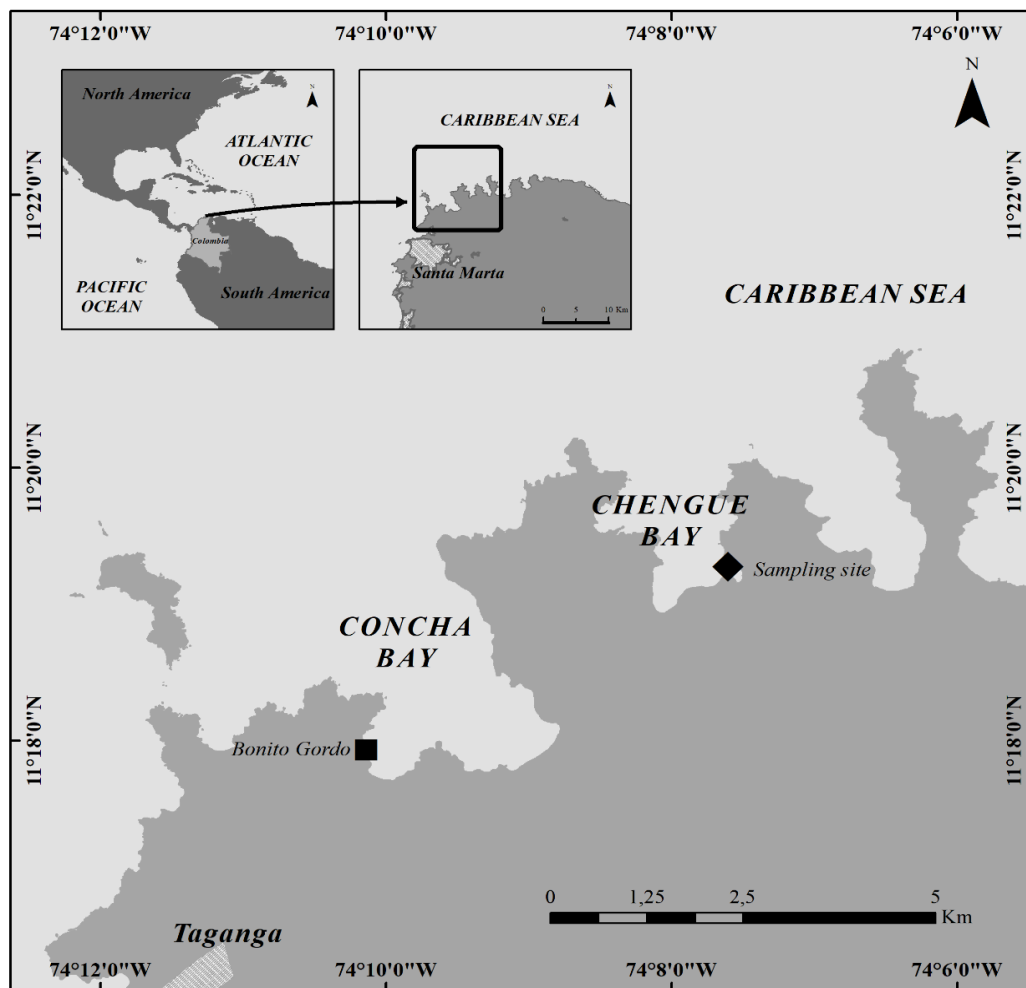 74°12'0"W 74°10'0"W 74°8'0"W 74°6'0"W
N
North America
ATLANTIC
OCEAN
Colombia
PACIFIC
OCEAN
South America
N
CARIBBEAN SEA
Santa Marta
0 5 10 Km
N
11°22'0"N 11°22'0"N
CARIBBEAN SEA
11°20'0"N 11°20'0"N
CHENGUE
BAY
Sampling site
CONCHA
BAY
11°18'0"N 11°18'0"N
Bonito Gordo
0 1,25 2,5 5
Km
Taganga
74°12'0"W 74°10'0"W 74°8'0"W 74°6'0"W